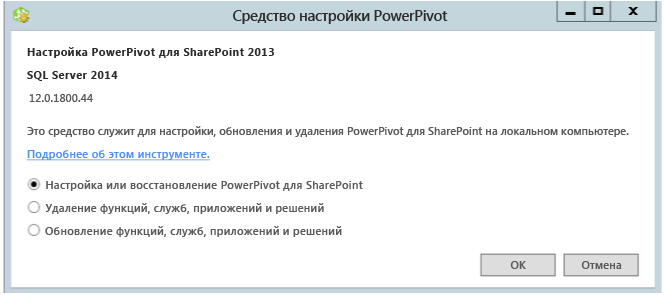 Средство настройки PowerPivot
Настройка PowerPivot для SharePoint 2013
SQL Server 2014
12.0.1800.44
Это средство служит для настройки, обновления и удаления PowerPivot для SharePoint на локальном компьютере.
Подробнее об этом инструменте.
Настройка или восстановление PowerPivot для SharePoint
Удаление функций, служб, приложений и решений
Обновление функций, служб, приложений и решений
ОК Отмена